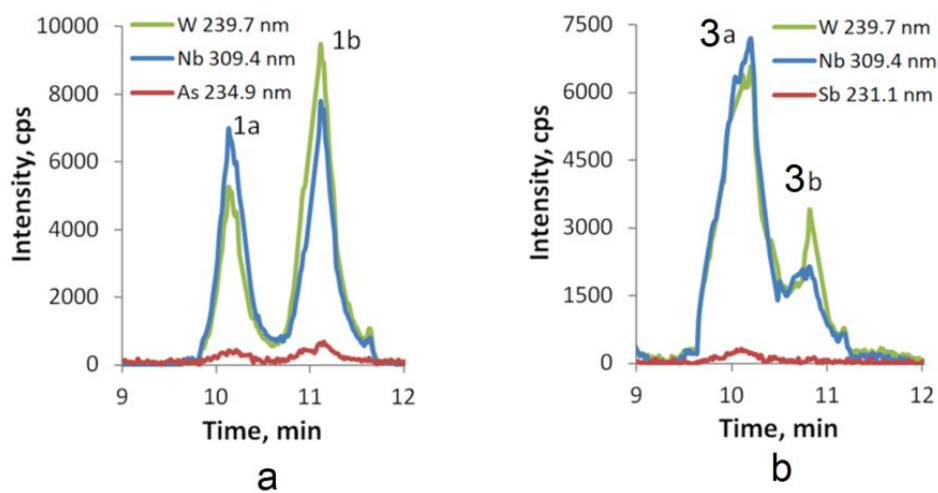 10000
8000
6000
4000
2000
0
Intensity, cps
W 239.7 nm
Nb 309.4 nm
As 234.9 nm
1a
1b
9 10 11 12
Time, min
a
7500
6000
4500
3000
1500
0
Intensity, cps
W 239.7 nm
Nb 309.4 nm
Sb 231.1 nm
3a
3b
9 10 11 12
Time, min
b